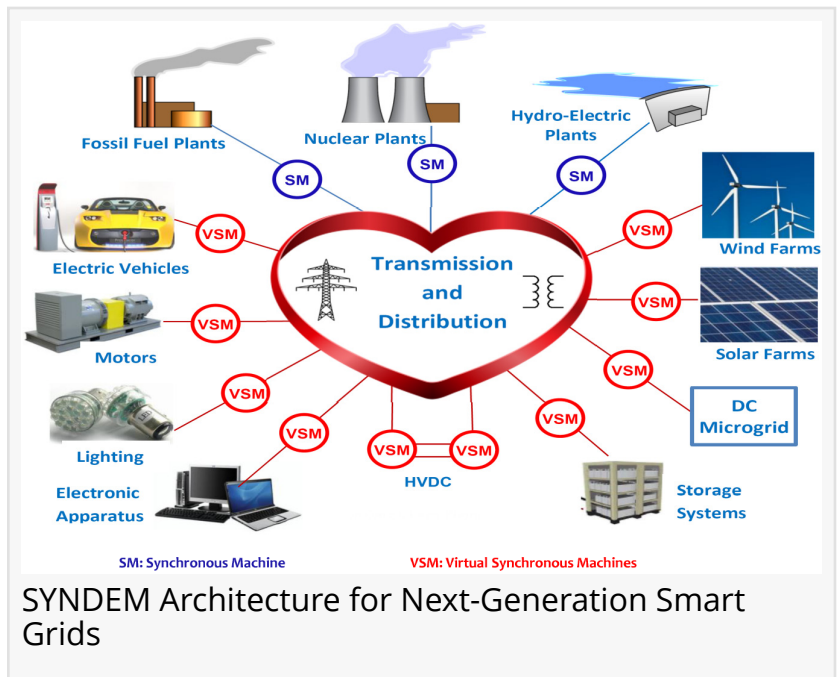 Fossil Fuel Plants
Nuclear Plants
Hydro-Electric
Plants
SM
SM
SM
Electric Vehicles
VSM
VSM
Wind Farms
Transmission
and
Distribution
Motors
VSM
VSM
Solar Farms
Lighting
VSM
VSM
DC
Microgrid
Electronic
Apparatus
VSM
VSM
VSM
HVDC
VSM
Storage
Systems
SM: Synchronous Machine
VSM: Virtual Synchronous Machines
SYNDEM Architecture for Next-Generation Smart
Grids